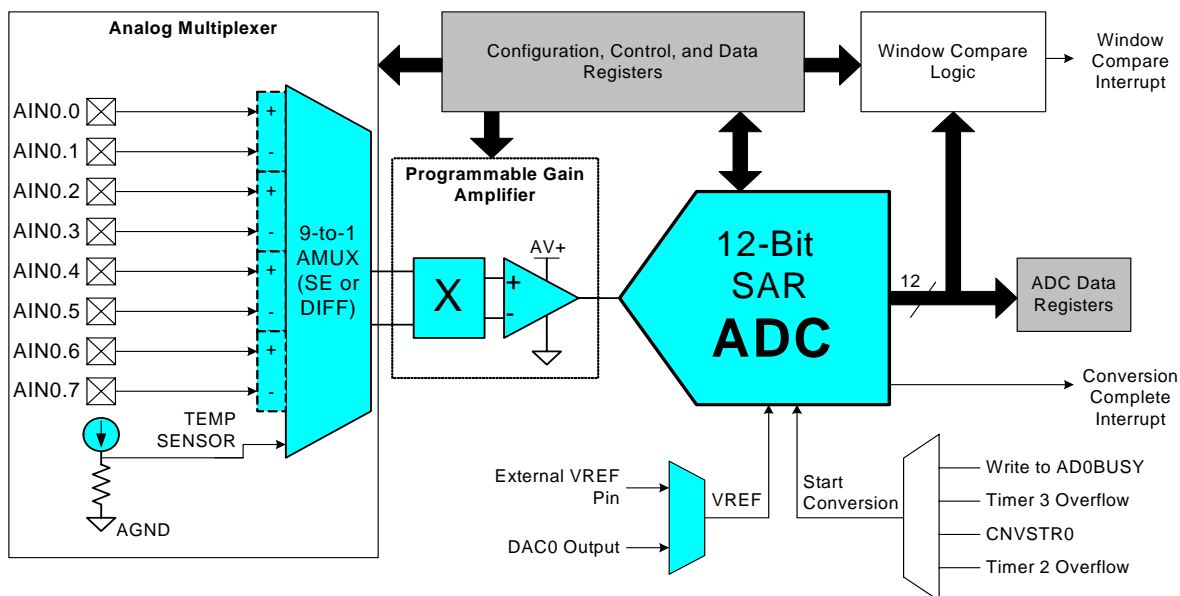 Analog Multiplexer
AIN0.0
AIN0.1
AIN0.2
AIN0.3
AIN0.4
AIN0.5
AIN0.6
AIN0.7
+
-
+
-
+
-
+
-
9-to-1
AMUX
(SE or
DIFF)
TEMP
SENSOR
AGND
Configuration, Control, and Data
Registers
Window Compare
Logic
Window
Compare
Interrupt
Programmable Gain
Amplifier
X
+
-
AV+
12-Bit
SAR
ADC
12
ADC Data
Registers
Conversion
Complete
Interrupt
External VREF
Pin
DAC0 Output
VREF
Start
Conversion
Write to AD0BUSY
Timer 3 Overflow
CNVSTR0
Timer 2 Overflow